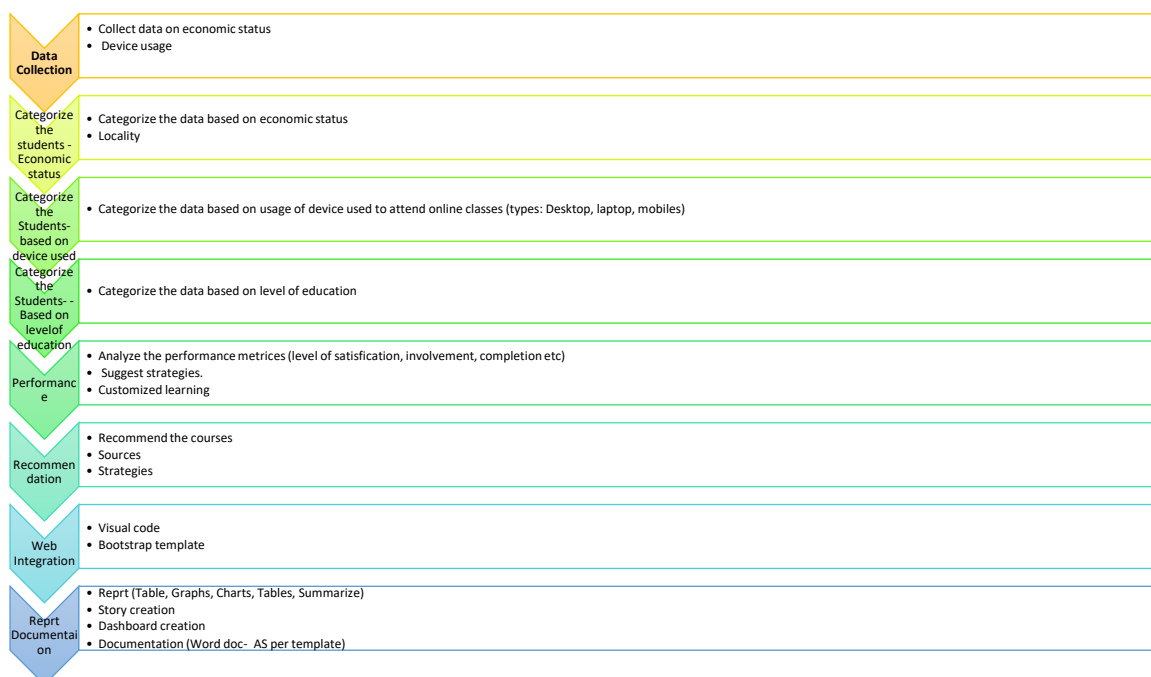 Data
Collection
• Collect data on economic status
• Device usage
Categorize
the
students -
Economic
status
• Categorize the data based on economic status
• Locality
Categorize
the
Students-
based on
device used
• Categorize the data based on usage of device used to attend online classes (types: Desktop, laptop, mobiles)
Categorize
the
Students- -
Based on
levelof
education
• Categorize the data based on level of education
Performanc
e
• Analyze the performance metrices (level of satisfication, involvement, completion etc)
• Suggest strategies.
• Customized learning
Recommen
dation
• Recommend the courses
• Sources
• Strategies
Web
Integration
• Visual code
• Bootstrap template
Reprt
Documentai
on
• Reprt (Table, Graphs, Charts, Tables, Summarize)
• Story creation
• Dashboard creation
• Documentation (Word doc- AS per template)